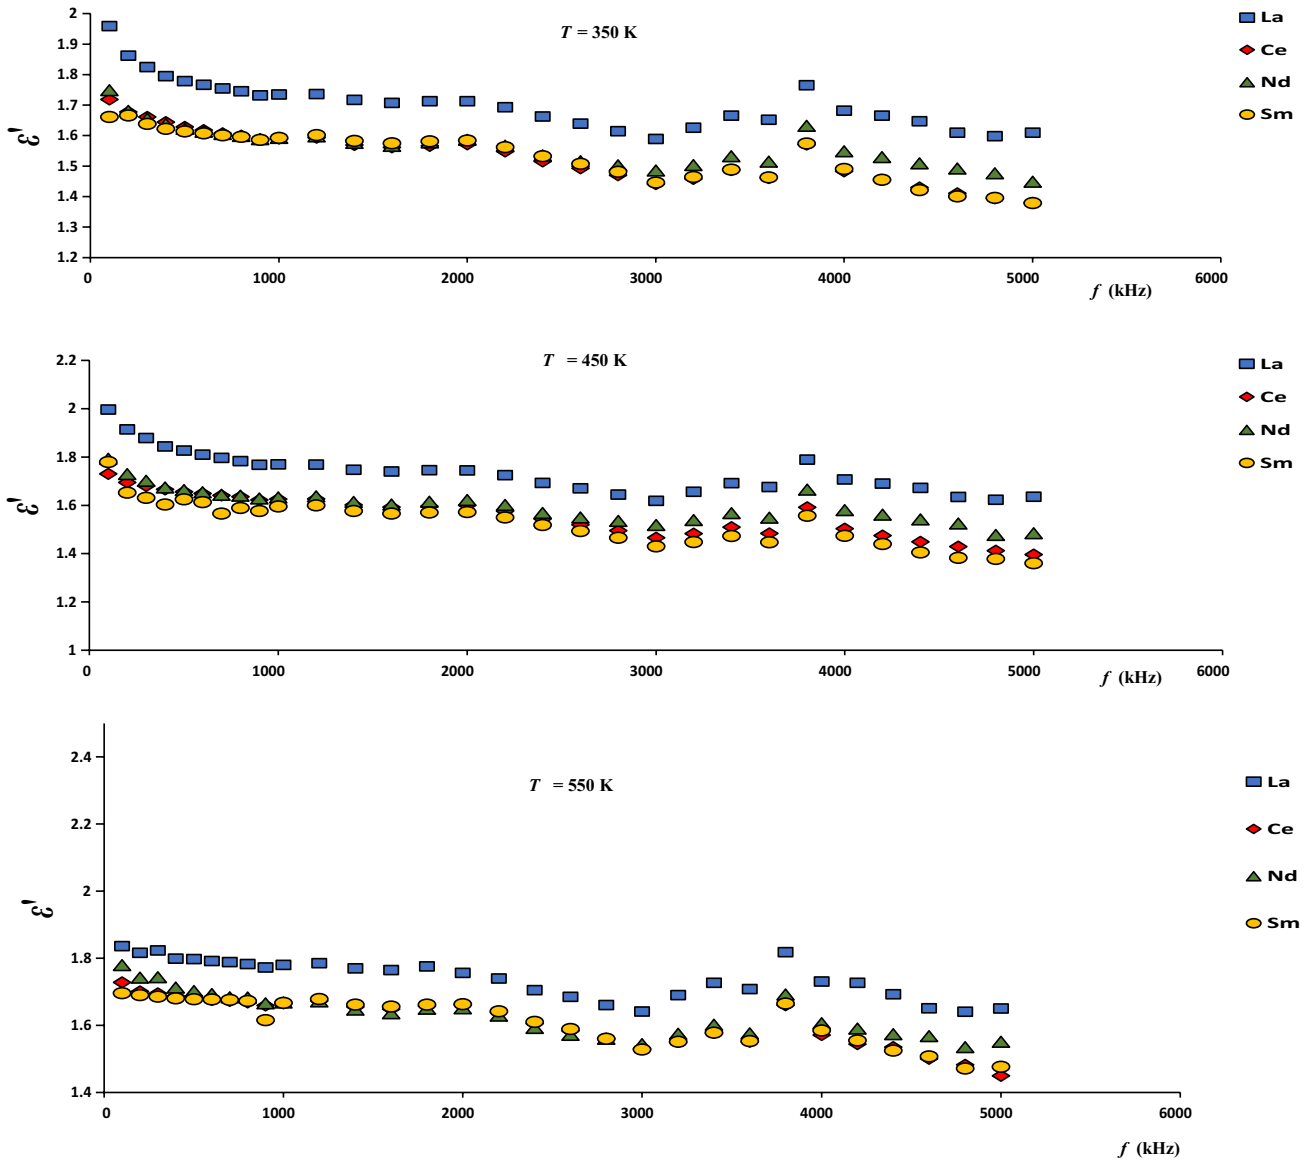 2
1.9
1.8
1.7
1.6
1.5
1.4
1.3
1.2
ε'
T = 350 K
0 1000 2000 3000 4000 5000 6000
f (kHz)
La
Ce
Nd
Sm
2.2
2
1.8
1.6
1.4
1.2
1
ε'
T = 450 K
0 1000 2000 3000 4000 5000 6000
f (kHz)
La
Ce
Nd
Sm
2.4
2.2
2
1.8
1.6
1.4
ε'
T = 550 K
0 1000 2000 3000 4000 5000 6000
f (kHz)
La
Ce
Nd
Sm